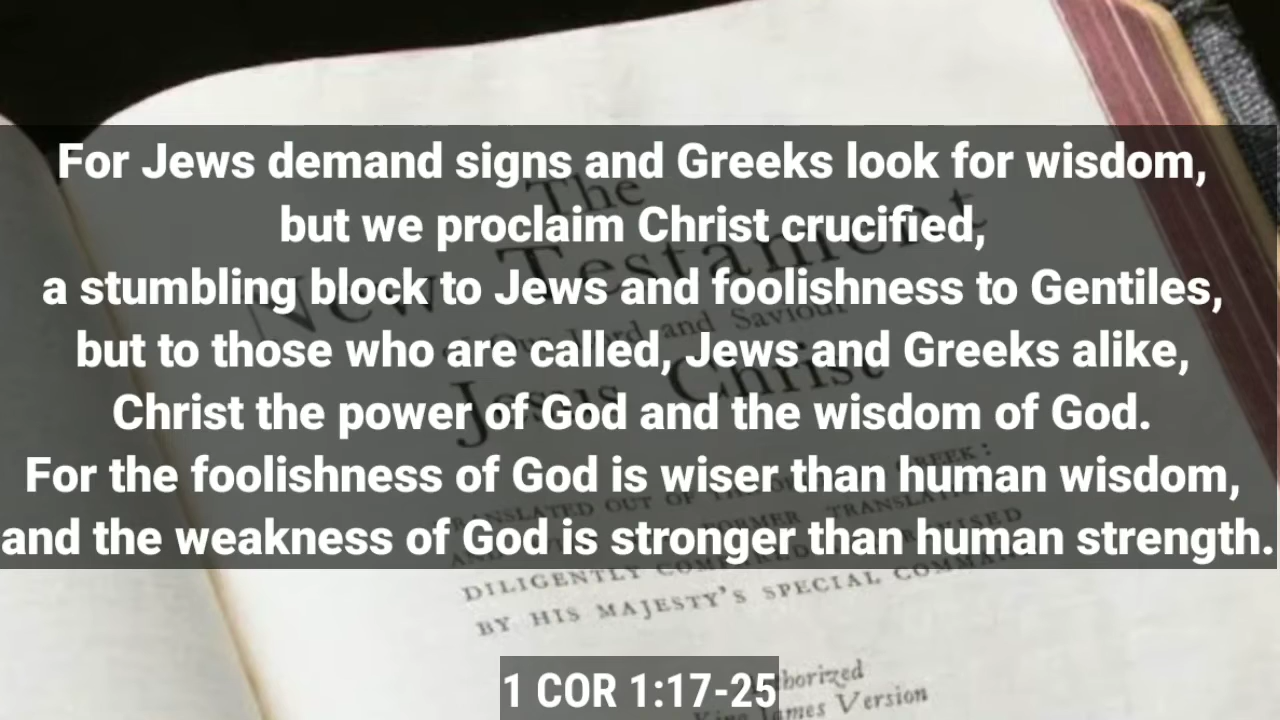 For Jews demand signs and Greeks look for wisdom,
but we proclaim Christ crucified,
a stumbling block to Jews and foolishness to Gentiles,
but to those who are called, Jews and Greeks alike,
Christ the power of God and the wisdom of God.
For the foolishness of God is wiser than human wisdom,
and the weakness of God is stronger than human strength.
The
New Testament
of Our Lord and Saviour
Jesus Christ
TRANSLATED OUT OF THE GREEK:
FORMER TRANSLATIONS
DILIGENTLY COMPARED REVISED
BY HIS MAJESTY'S SPECIAL COMMAND
Authorized
King James Version
1 COR 1:17-25